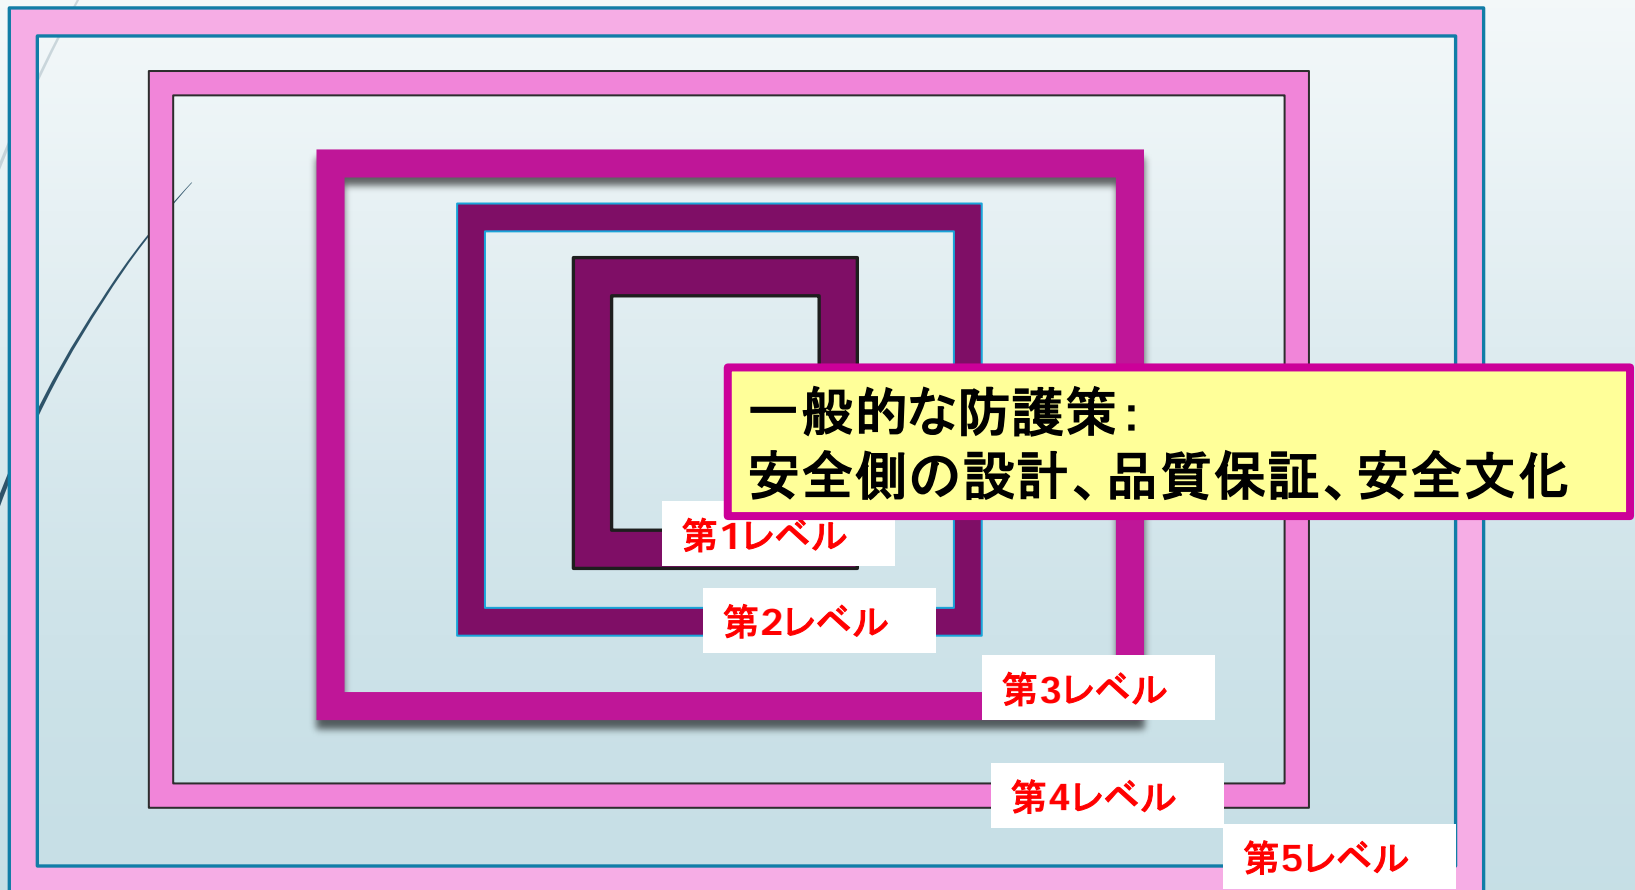 一般的な防護策：
安全側の設計、品質保証、安全文化
第1レベル
第2レベル
第3レベル
第4レベル
第5レベル